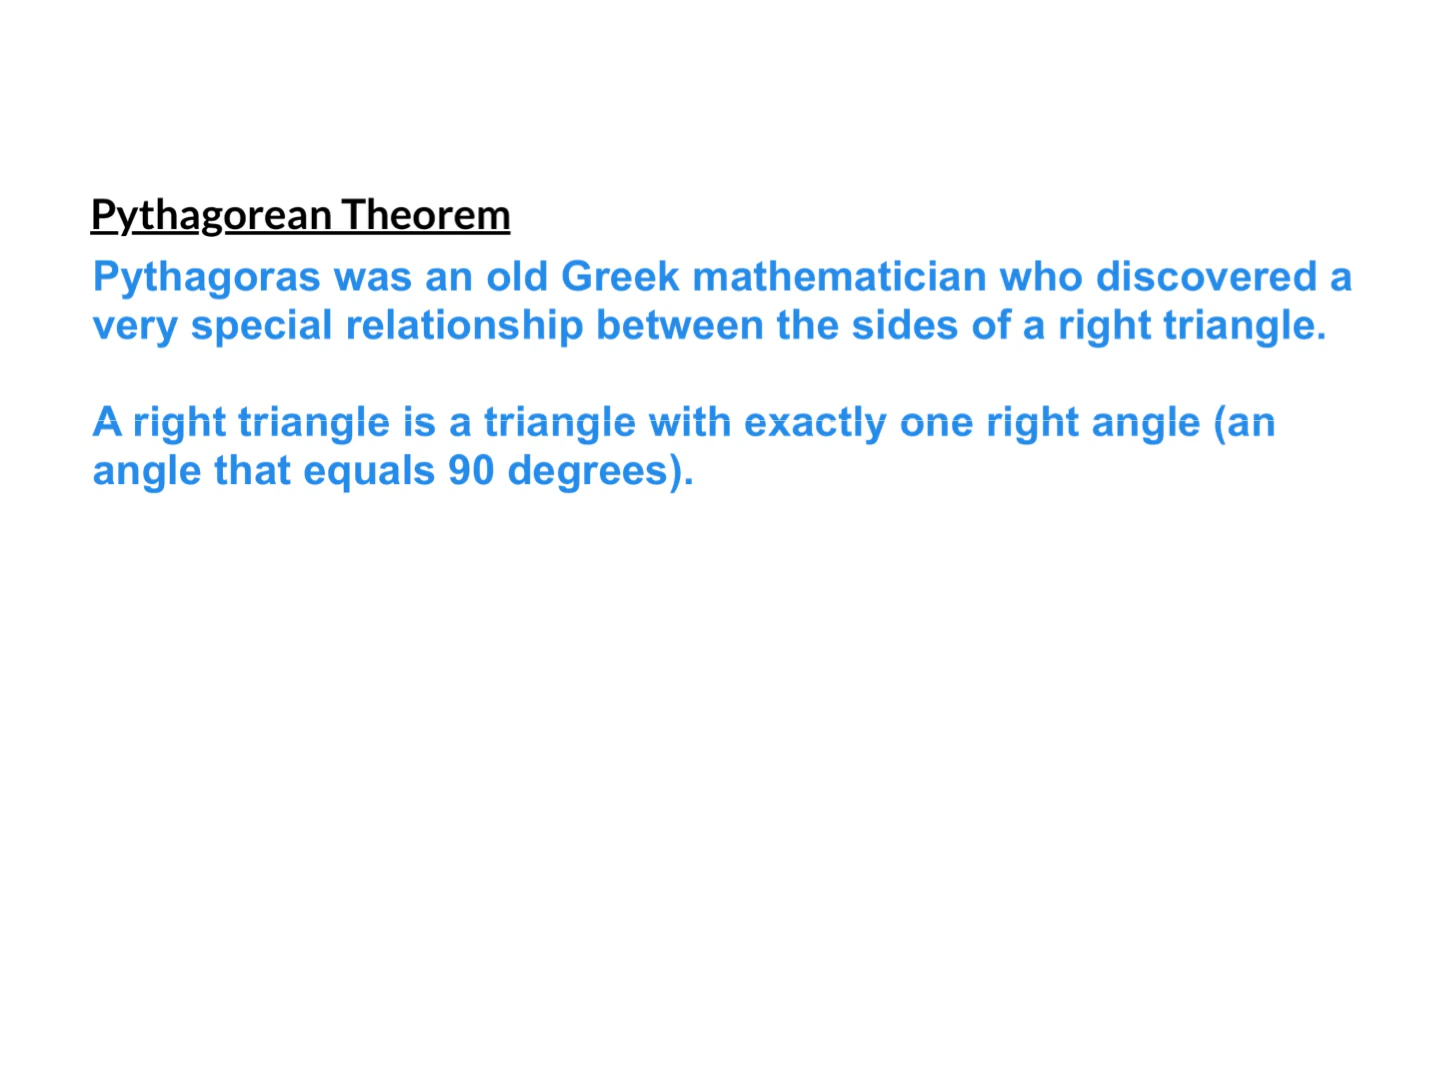 Pythagorean Theorem
Pythagoras was an old Greek mathematician who discovered a
very special relationship between the sides of a right triangle.
A right triangle is a triangle with exactly one right angle (an
angle that equals 90 degrees).